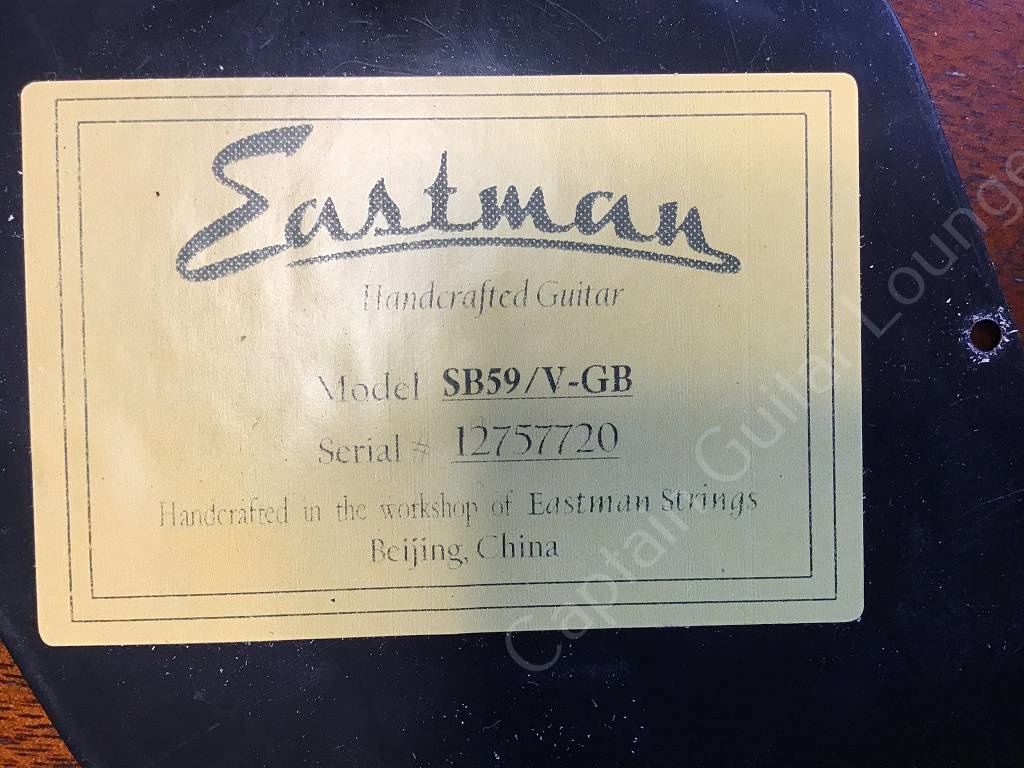 Eastman
Handcrafted Guitar
Model SB59/V-GB
Serial # 12757720
Handcrafted in the workshop of Eastman Strings
Beijing, China
Captain Guitar Lounge